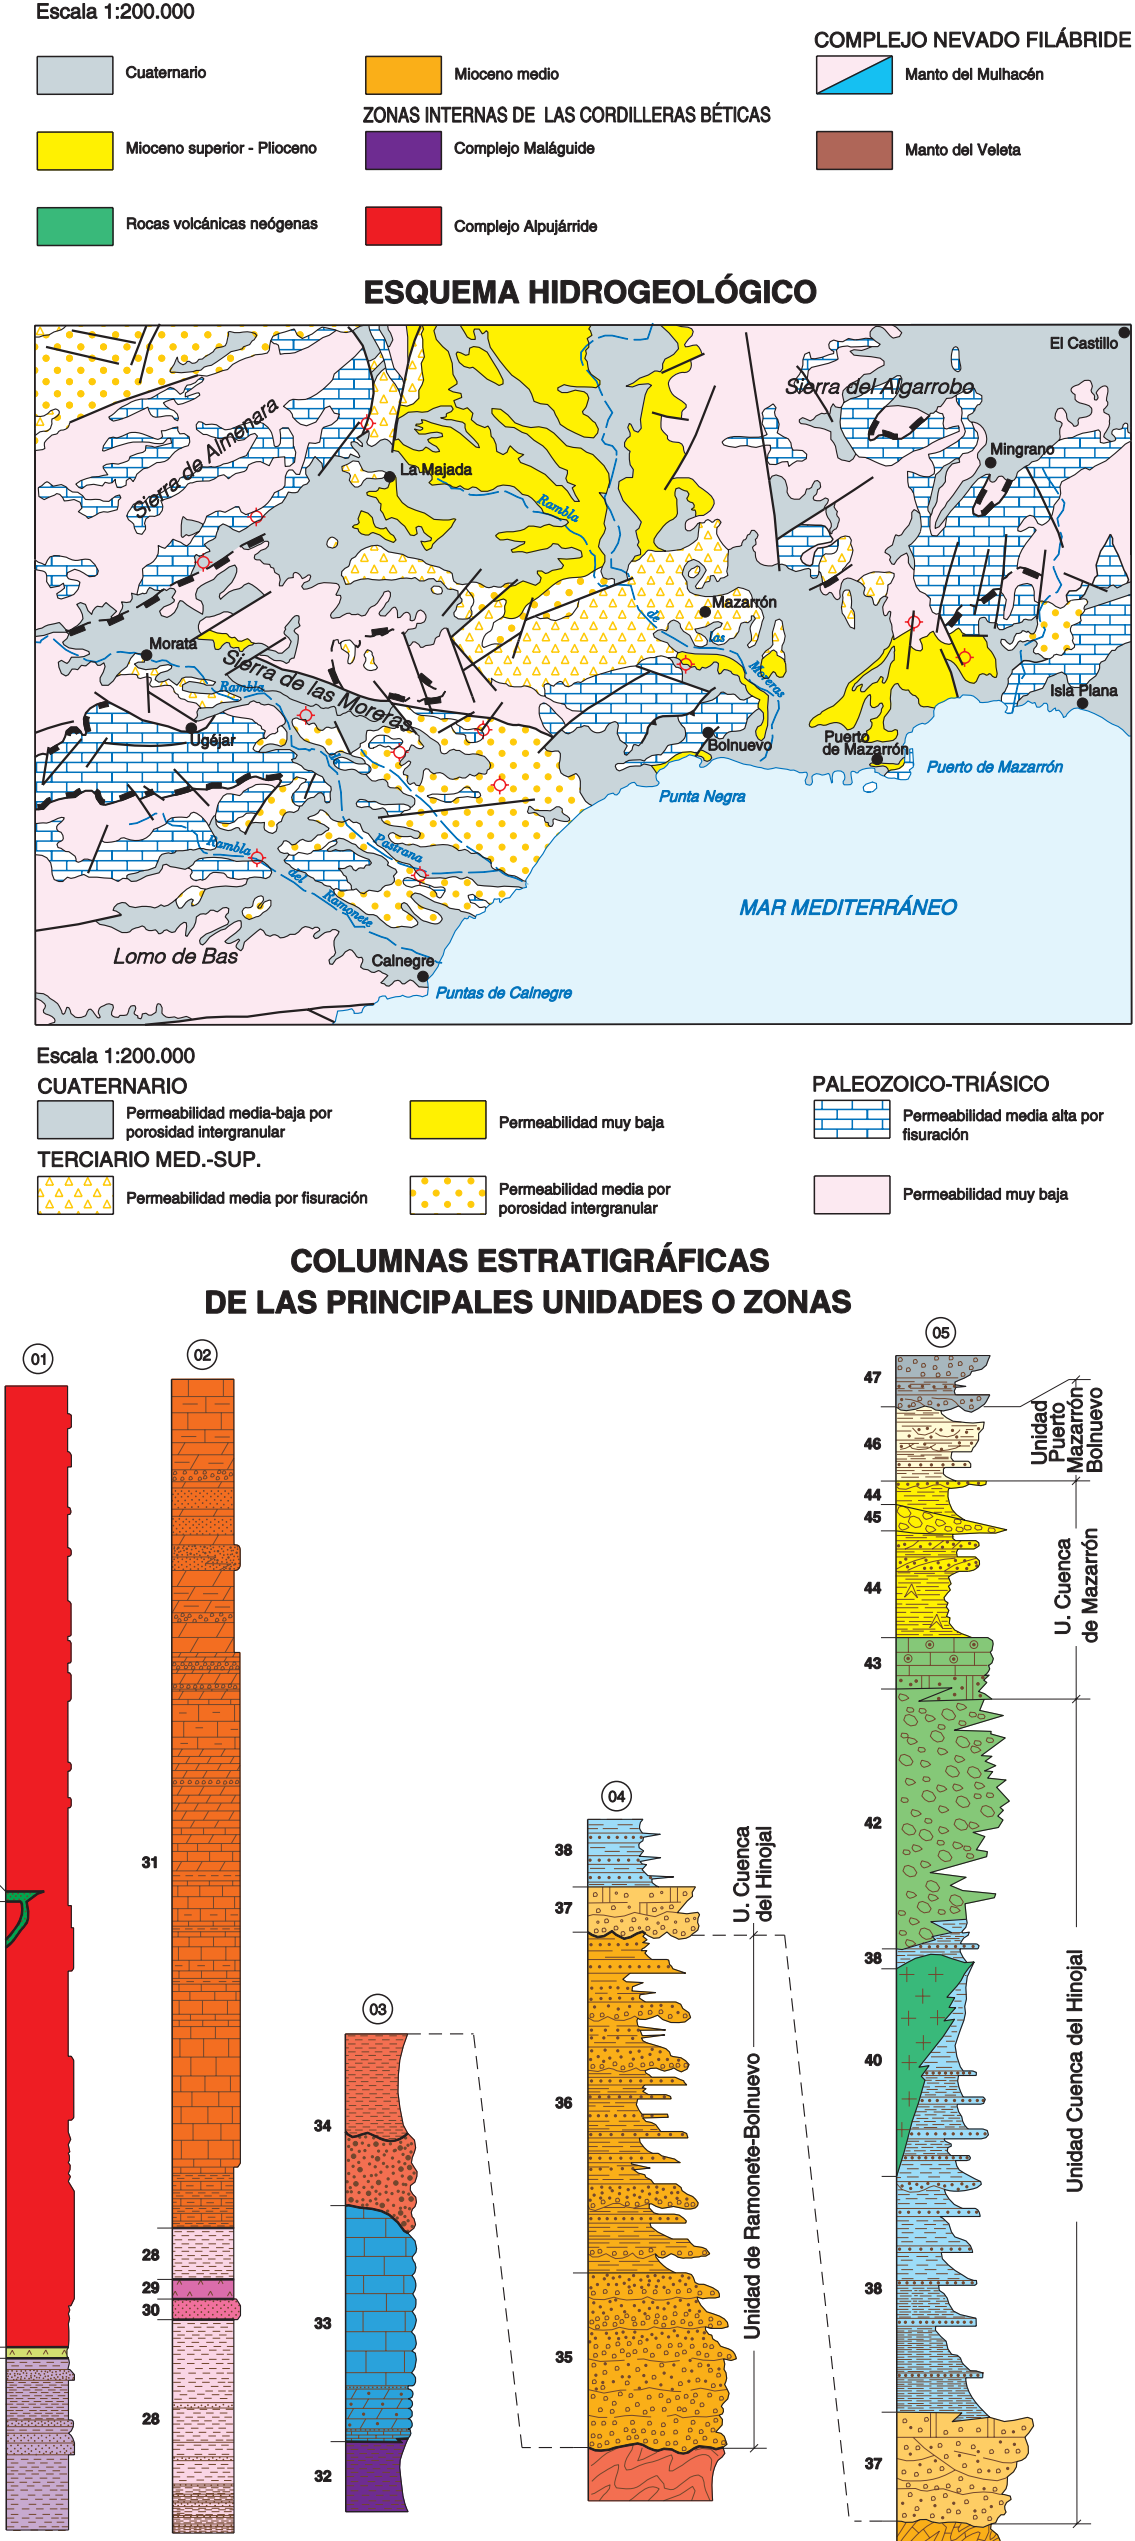 Escala 1:200.000
COMPLEJO NEVADO FILÁBRIDE
Cuaternario
Mioceno medio
Manto del Mulhacén
ZONAS INTERNAS DE LAS CORDILLERAS BÉTICAS
Mioceno superior - Plioceno
Complejo Maláguide
Manto del Veleta
Rocas volcánicas neógenas
Complejo Alpujárride
ESQUEMA HIDROGEOLÓGICO
El Castillo
Sierra del Algarrobo
Sierra de Almenara
Mingrano
La Majada
Rambla
de
las
Moreras
Mazarrón
Morata
Sierra de las Moreras
Rambla
de
Pastrana
Isla Plana
Ugéjar
Bolnuevo
Puerto
de Mazarrón
Puerto de Mazarrón
Punta Negra
Rambla
del
Ramonete
MAR MEDITERRÁNEO
Lomo de Bas
Calnegre
Puntas de Calnegre
Escala 1:200.000
CUATERNARIO
Permeabilidad media-baja por
porosidad intergranular
Permeabilidad muy baja
PALEOZOICO-TRIÁSICO
Permeabilidad media alta por
fisuración
TERCIARIO MED.-SUP.
Permeabilidad media por fisuración
Permeabilidad media por
porosidad intergranular
Permeabilidad muy baja
COLUMNAS ESTRATIGRÁFICAS
DE LAS PRINCIPALES UNIDADES O ZONAS
01
02
31
28
29
30
28
03
34
33
32
04
38
37
36
35
U. Cuenca
del Hinojal
Unidad de Ramonete-Bolnuevo
05
47
46
44
45
44
43
42
38
40
38
37
Unidad
Puerto
Mazarrón-
Bolnuevo
U. Cuenca
de Mazarrón
Unidad Cuenca del Hinojal